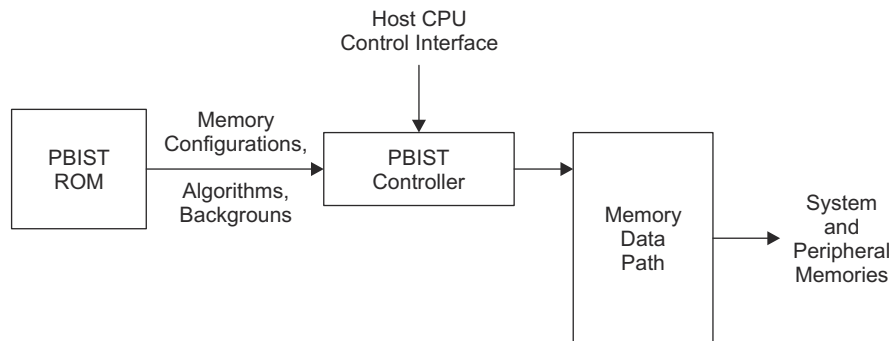 Host CPU
Control Interface
PBIST
ROM
Memory
Configurations,
Algorithms,
Backgrouns
PBIST
Controller
Memory
Data
Path
System
and
Peripheral
Memories